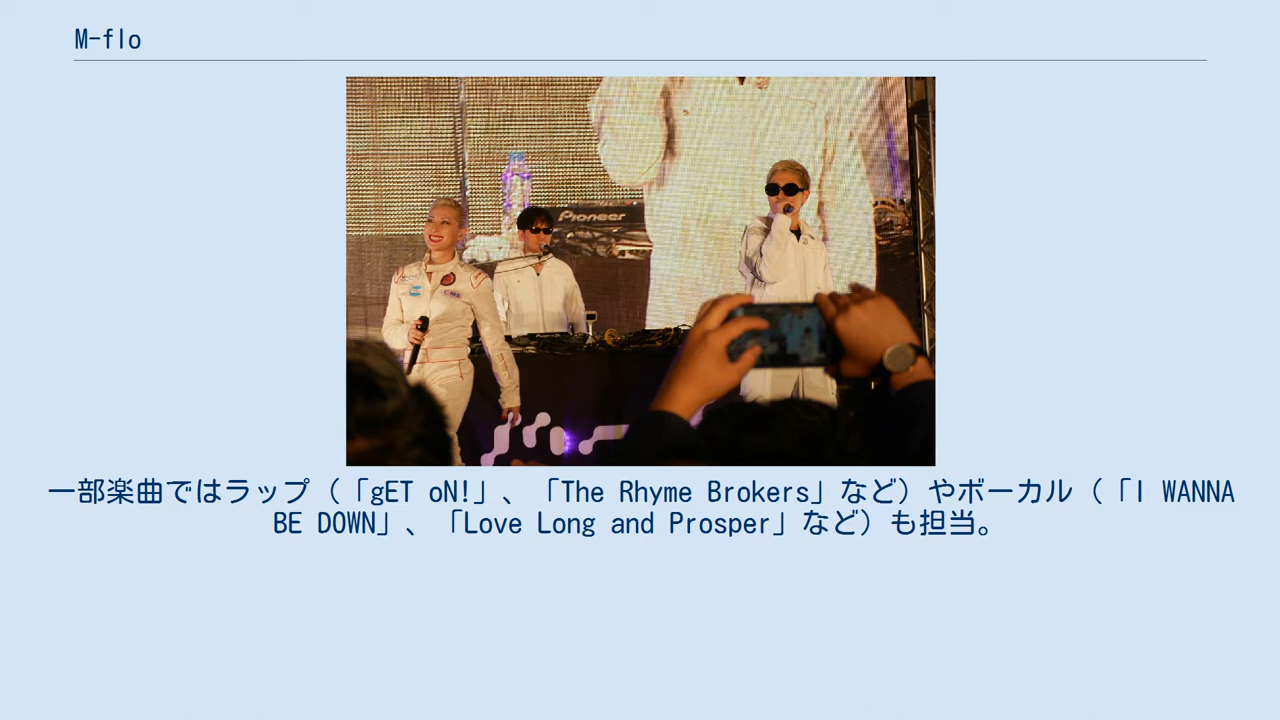 M-flo
Pioneer
一部楽曲ではラップ（「gET oN!」、「The Rhyme Brokers」など）やボーカル（「I WANNA
BE DOWN」、「Love Long and Prosper」など）も担当。